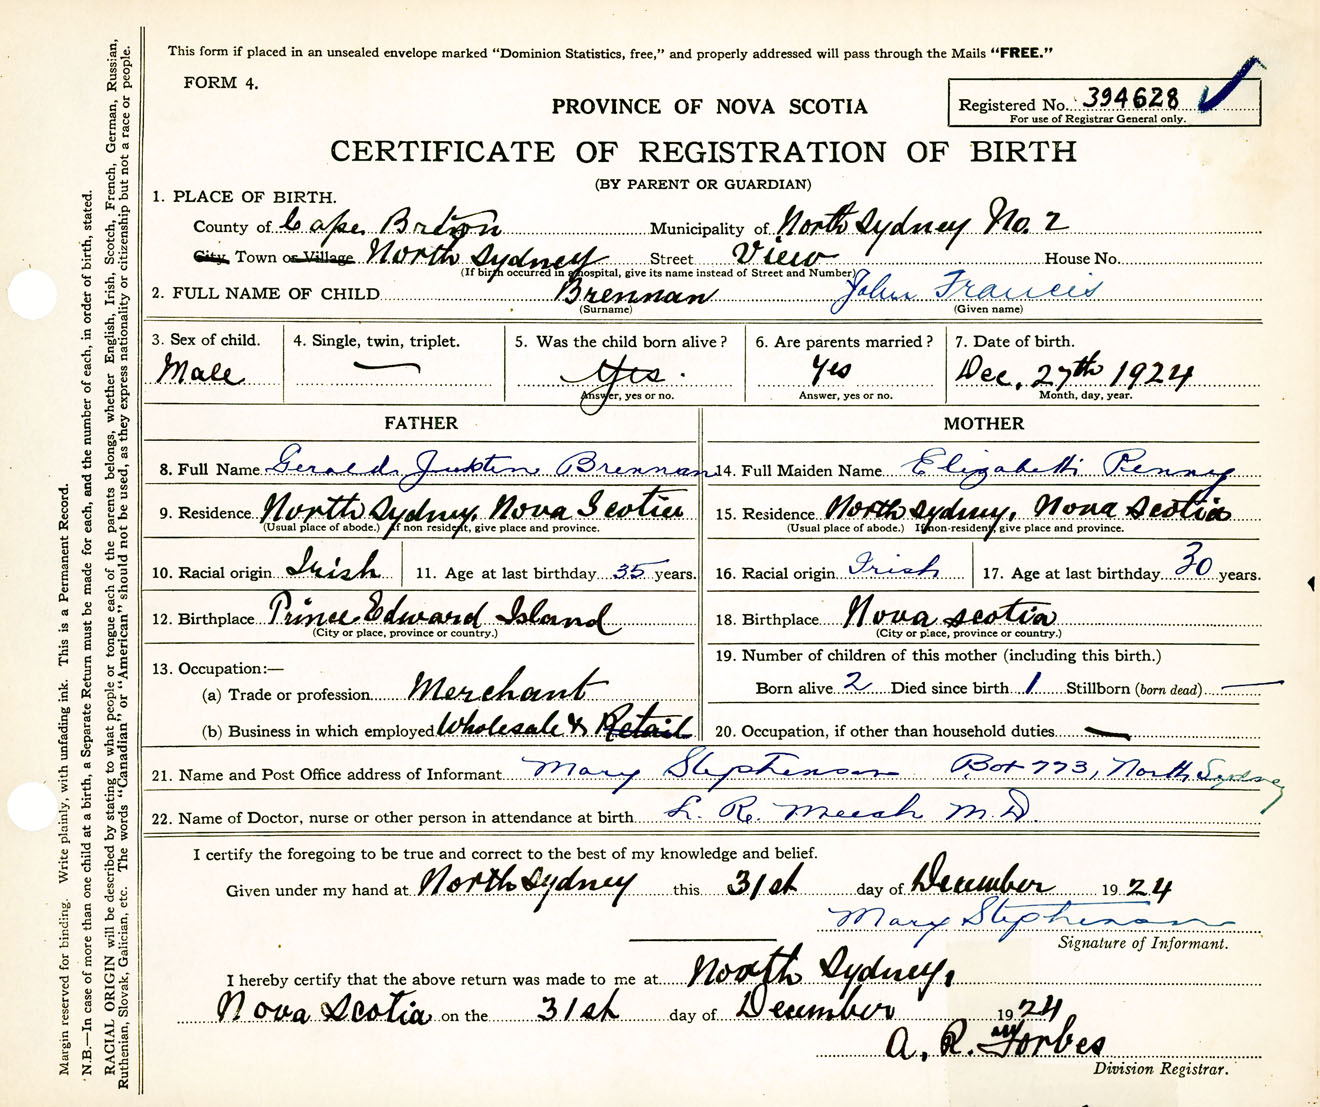 This form if placed in an unsealed envelope marked "Dominion Statistics, free," and properly addressed will pass through the Mails "FREE."
FORM 4.
Registered No. 394628
For use of Registrar General only.
PROVINCE OF NOVA SCOTIA
CERTIFICATE OF REGISTRATION OF BIRTH
(BY PARENT OR GUARDIAN)
1. PLACE OF BIRTH.
County of Cape Breton Municipality of North Sydney No. 2
City, Town or Village North Sydney Street View House No.
(If birth occurred in a hospital, give its name instead of Street and Number)
2. FULL NAME OF CHILD Brennan John Francis
(Surname) (Given name)
3. Sex of child. 4. Single, twin, triplet. 5. Was the child born alive? 6. Are parents married? 7. Date of birth.
Male — Yes. Yes Dec, 27th 1924
Answer, yes or no. Answer, yes or no. Month, day, year.
FATHER MOTHER
8. Full Name Gerald Brennan 14. Full Maiden Name Elizabeth Penney
9. Residence North Sydney, Nova Scotia 15. Residence North Sydney, Nova Scotia
(Usual place of abode.) If non resident, give place and province. (Usual place of abode.) If non-resident, give place and province.
10. Racial origin Irish 11. Age at last birthday 35 years. 16. Racial origin Irish 17. Age at last birthday 30 years.
12. Birthplace Prince Edward Island 18. Birthplace Nova Scotia
(City or place, province or country.) (City or place, province or country.)
13. Occupation:— 19. Number of children of this mother (including this birth.)
(a) Trade or profession Merchant Born alive 2 Died since birth 1 Stillborn (born dead) —
(b) Business in which employed Wholesale & Retail 20. Occupation, if other than household duties —
21. Name and Post Office address of Informant Mary Stephenson Box 773, North Sydney
22. Name of Doctor, nurse or other person in attendance at birth L. R. Meech M.D.
I certify the foregoing to be true and correct to the best of my knowledge and belief.
Given under my hand at North Sydney this 31st day of December 1924
Mary Stephenson
Signature of Informant.
I hereby certify that the above return was made to me at North Sydney,
Nova Scotia on the 31st day of December 1924
A. R. Forbes
Division Registrar.
Margin reserved for binding. Write plainly, with unfading ink. This is a Permanent Record.
N.B.—In case of more than one child at a birth, a Separate Return must be made for each, and the number of each, in order of birth, stated.
RACIAL ORIGIN will be described by stating to what people or tongue each of the parents belongs, whether English, Irish, Scotch, French, German, Russian,
Ruthenian, Slovak, Galician, etc. The words "Canadian" or "American" should not be used, as they express nationality or citizenship but not a race or people.